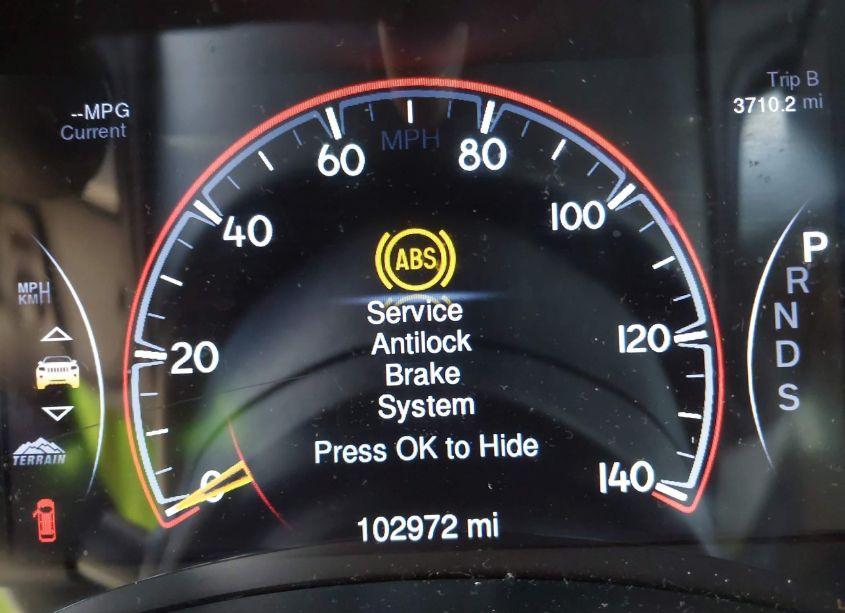 --MPG
Current
Trip B
3710.2 mi
MPH
60
80
40
100
20
120
0
140
ABS
Service
Antilock
Brake
System
Press OK to Hide
102972 mi
MPH
KMH
TERRAIN
P
R
N
D
S